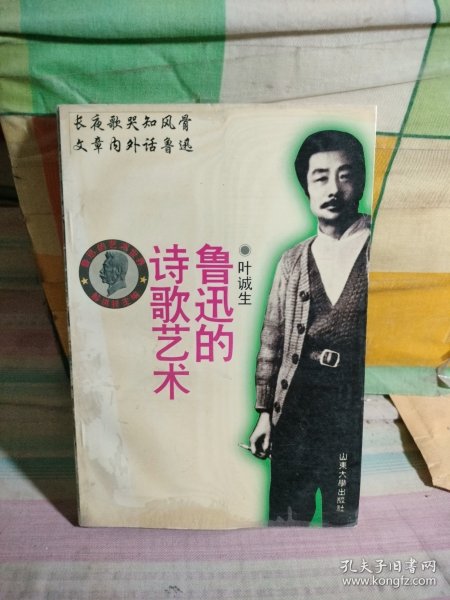 长夜歌哭知风骨
文章内外话鲁迅
鲁迅的
诗歌艺术
叶诚生
山東大學出版社
孔夫子旧书网
www.kongfz.com